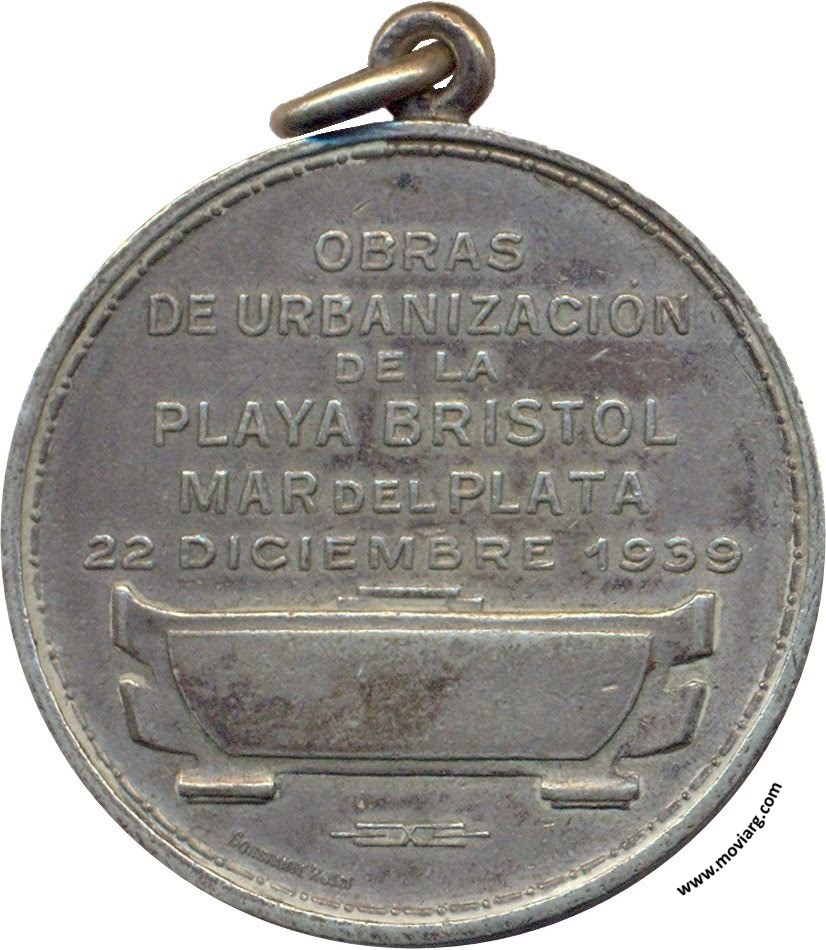 OBRAS
DE URBANIZACIÓN
DE LA
PLAYA BRISTOL
MAR DEL PLATA
22 DICIEMBRE 1939
www.moviarg.com